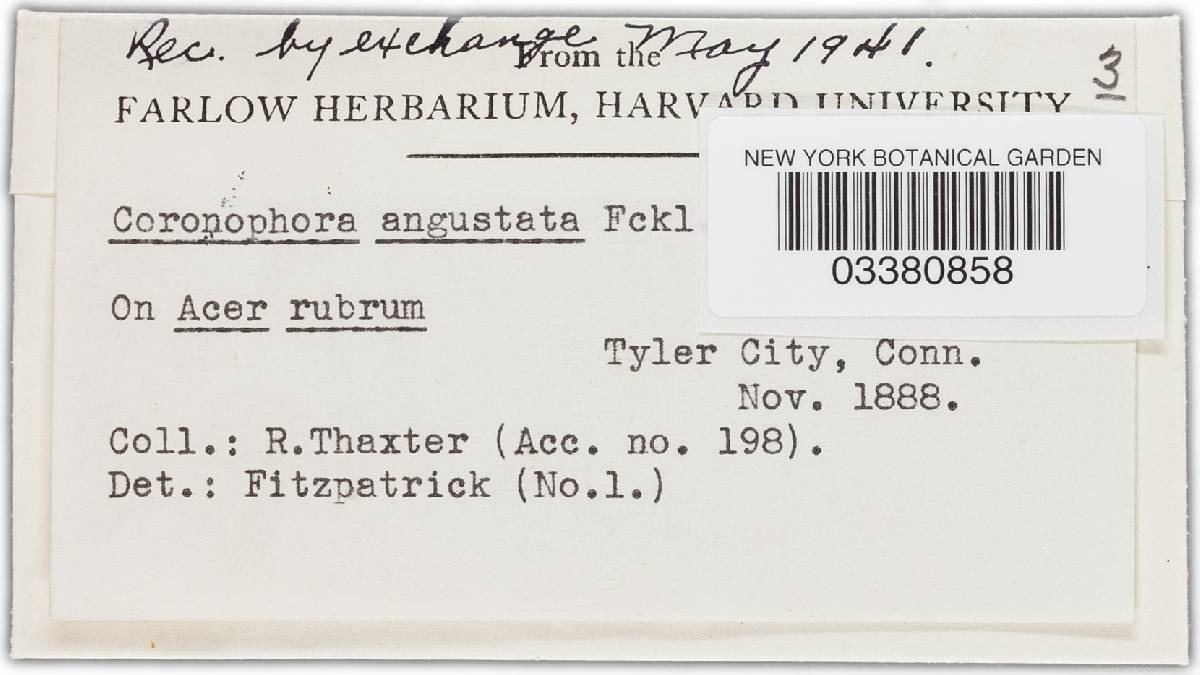 Rec. by exchange May 1941.
3
From the
FARLOW HERBARIUM, HARVARD UNIVERSITY
NEW YORK BOTANICAL GARDEN
03380858
Coronophora angustata Fckl
On Acer rubrum
Tyler City, Conn.
Nov. 1888.
Coll.: R.Thaxter (Acc. no. 198).
Det.: Fitzpatrick (No.1.)